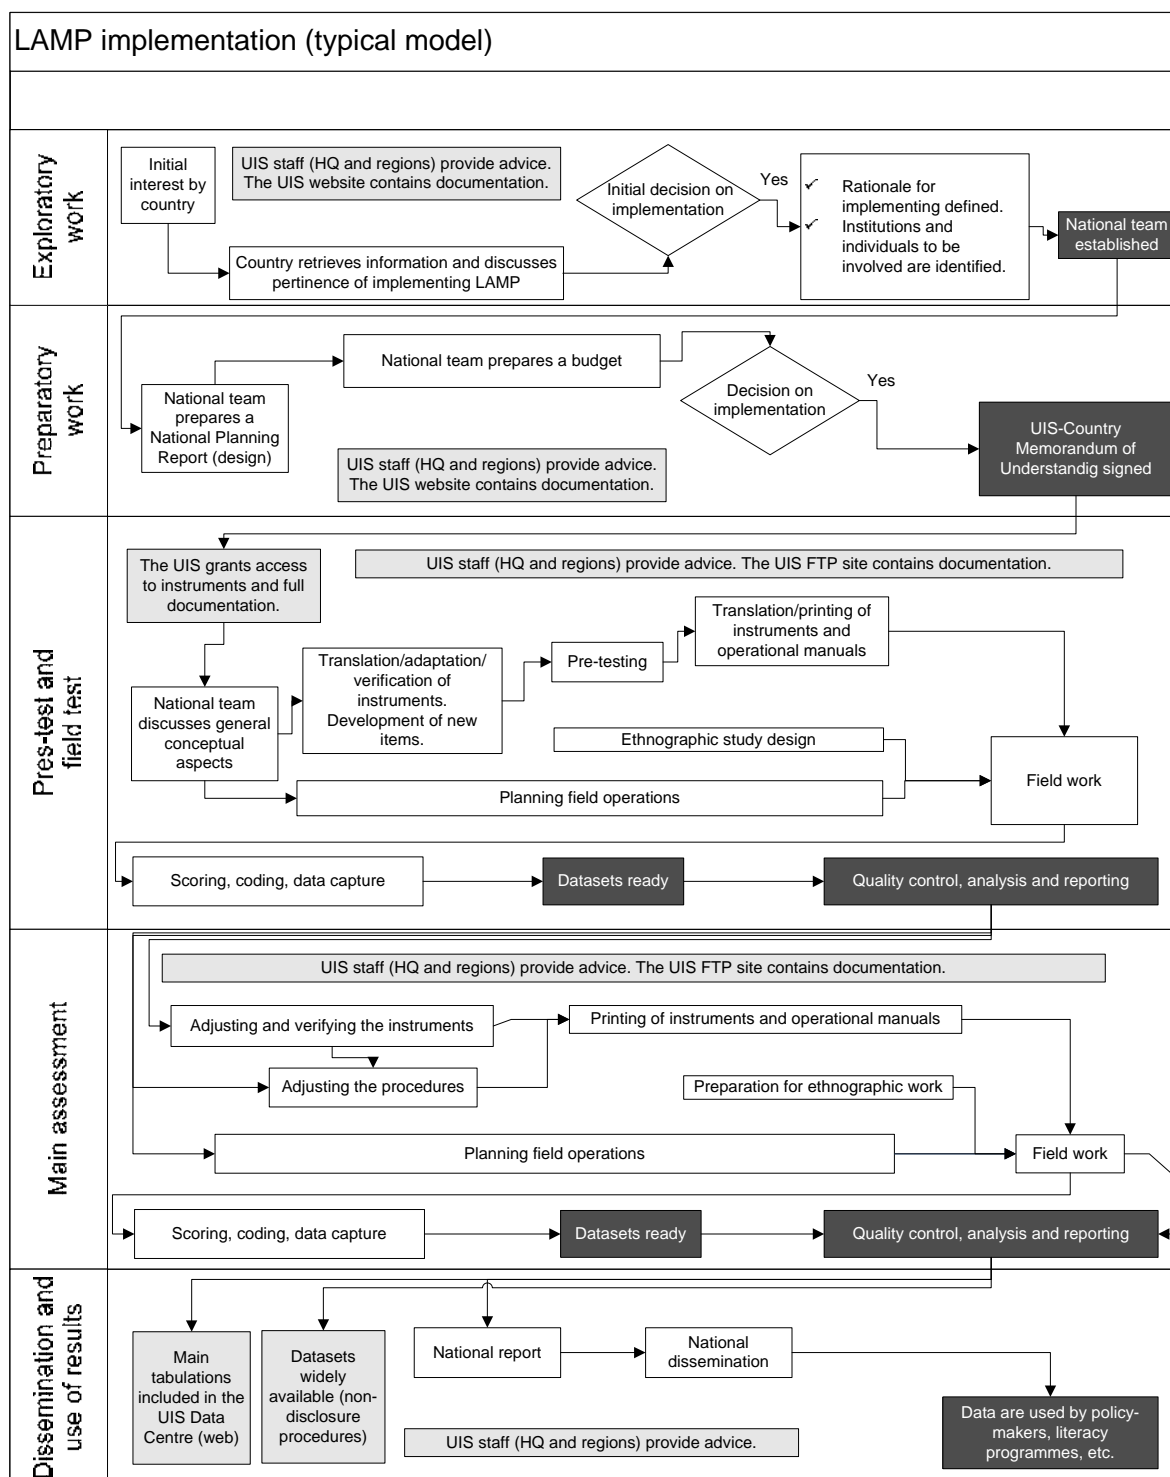 LAMP implementation (typical model)
Exploratory
work
Initial
interest by
country
UIS staff (HQ and regions) provide advice.
The UIS website contains documentation.
Country retrieves information and discusses
pertinence of implementing LAMP
Initial decision on
implementation
Yes
✓ Rationale for
implementing defined.
✓ Institutions and
individuals to be
involved are identified.
National team
established
Preparatory
work
National team
prepares a
National Planning
Report (design)
National team prepares a budget
UIS staff (HQ and regions) provide advice.
The UIS website contains documentation.
Decision on
implementation
Yes
UIS-Country
Memorandum of
Understandig signed
Pres-test and
field test
The UIS grants access
to instruments and full
documentation.
UIS staff (HQ and regions) provide advice. The UIS FTP site contains documentation.
National team
discusses general
conceptual
aspects
Translation/adaptation/
verification of
instruments.
Development of new
items.
Pre-testing
Translation/printing of
instruments and
operational manuals
Ethnographic study design
Planning field operations
Field work
Scoring, coding, data capture
Datasets ready
Quality control, analysis and reporting
Main assessment
UIS staff (HQ and regions) provide advice. The UIS FTP site contains documentation.
Adjusting and verifying the instruments
Printing of instruments and operational manuals
Adjusting the procedures
Preparation for ethnographic work
Planning field operations
Field work
Scoring, coding, data capture
Datasets ready
Quality control, analysis and reporting
Dissemination and
use of results
Main
tabulations
included in the
UIS Data
Centre (web)
Datasets
widely
available (non-
disclosure
procedures)
National report
National
dissemination
UIS staff (HQ and regions) provide advice.
Data are used by policy-
makers, literacy
programmes, etc.